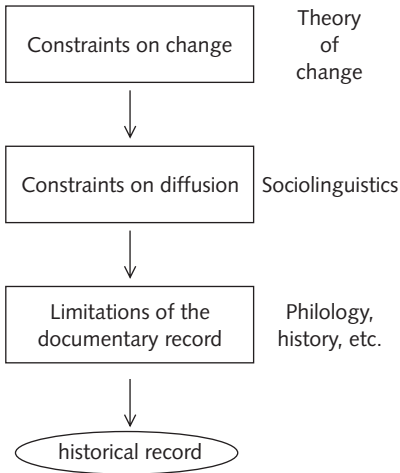 Constraints on change
Theory
of
change
Constraints on diffusion
Sociolinguistics
Limitations of the
documentary record
Philology,
history, etc.
historical record